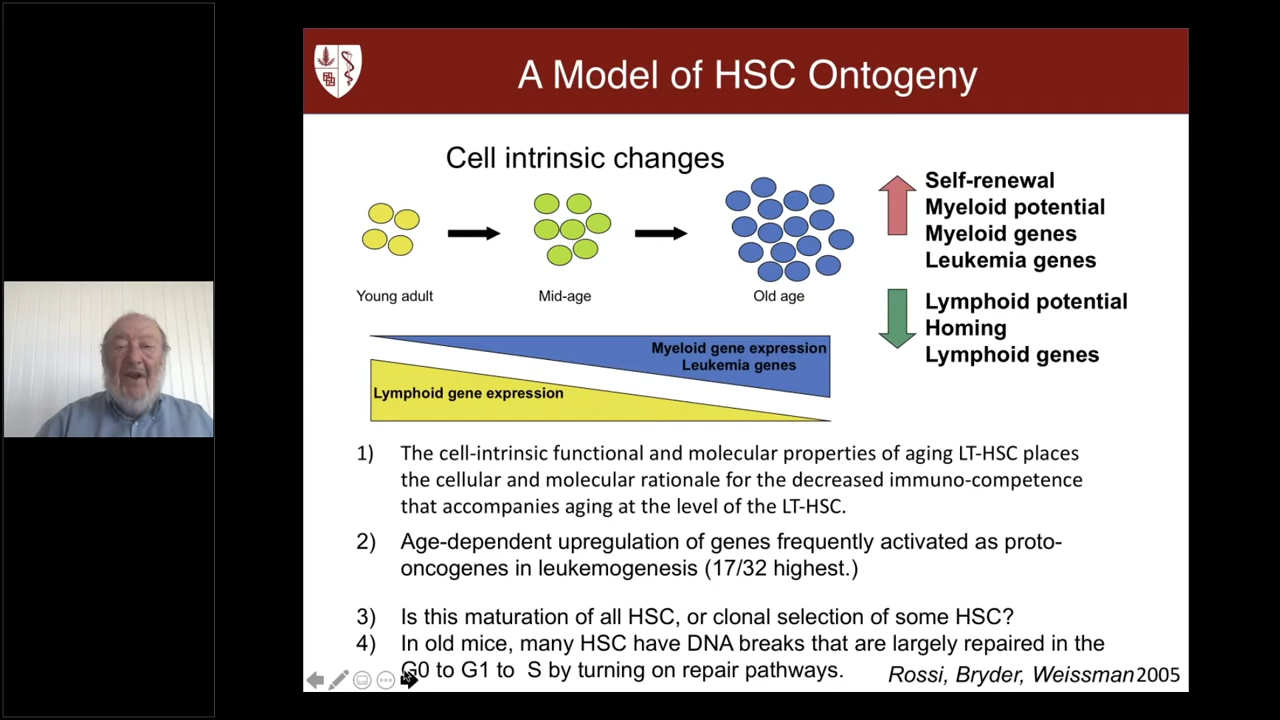 A Model of HSC Ontogeny
Cell intrinsic changes
Young adult
Mid-age
Old age
Self-renewal
Myeloid potential
Myeloid genes
Leukemia genes
Lymphoid potential
Homing
Lymphoid genes
Myeloid gene expression
Leukemia genes
Lymphoid gene expression
1) The cell-intrinsic functional and molecular properties of aging LT-HSC places
the cellular and molecular rationale for the decreased immuno-competence
that accompanies aging at the level of the LT-HSC.
2) Age-dependent upregulation of genes frequently activated as proto-
oncogenes in leukemogenesis (17/32 highest.)
3) Is this maturation of all HSC, or clonal selection of some HSC?
4) In old mice, many HSC have DNA breaks that are largely repaired in the
G0 to G1 to S by turning on repair pathways.
Rossi, Bryder, Weissman 2005